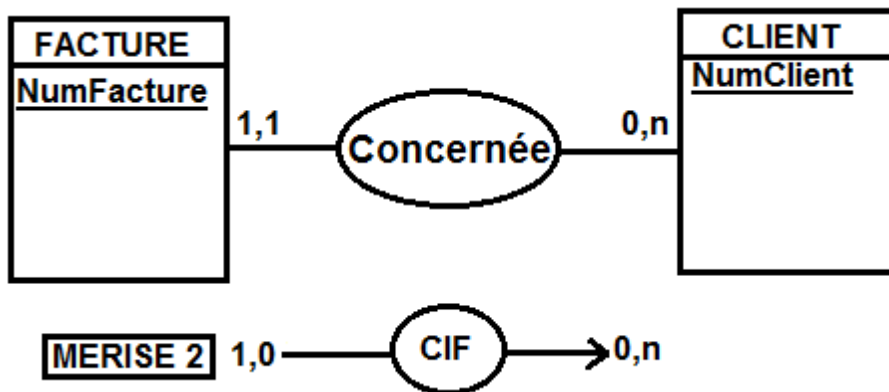 FACTURE
NumFacture
1,1
Concernée
0,n
CLIENT
NumClient
MERISE 2
1,0
CIF
0,n